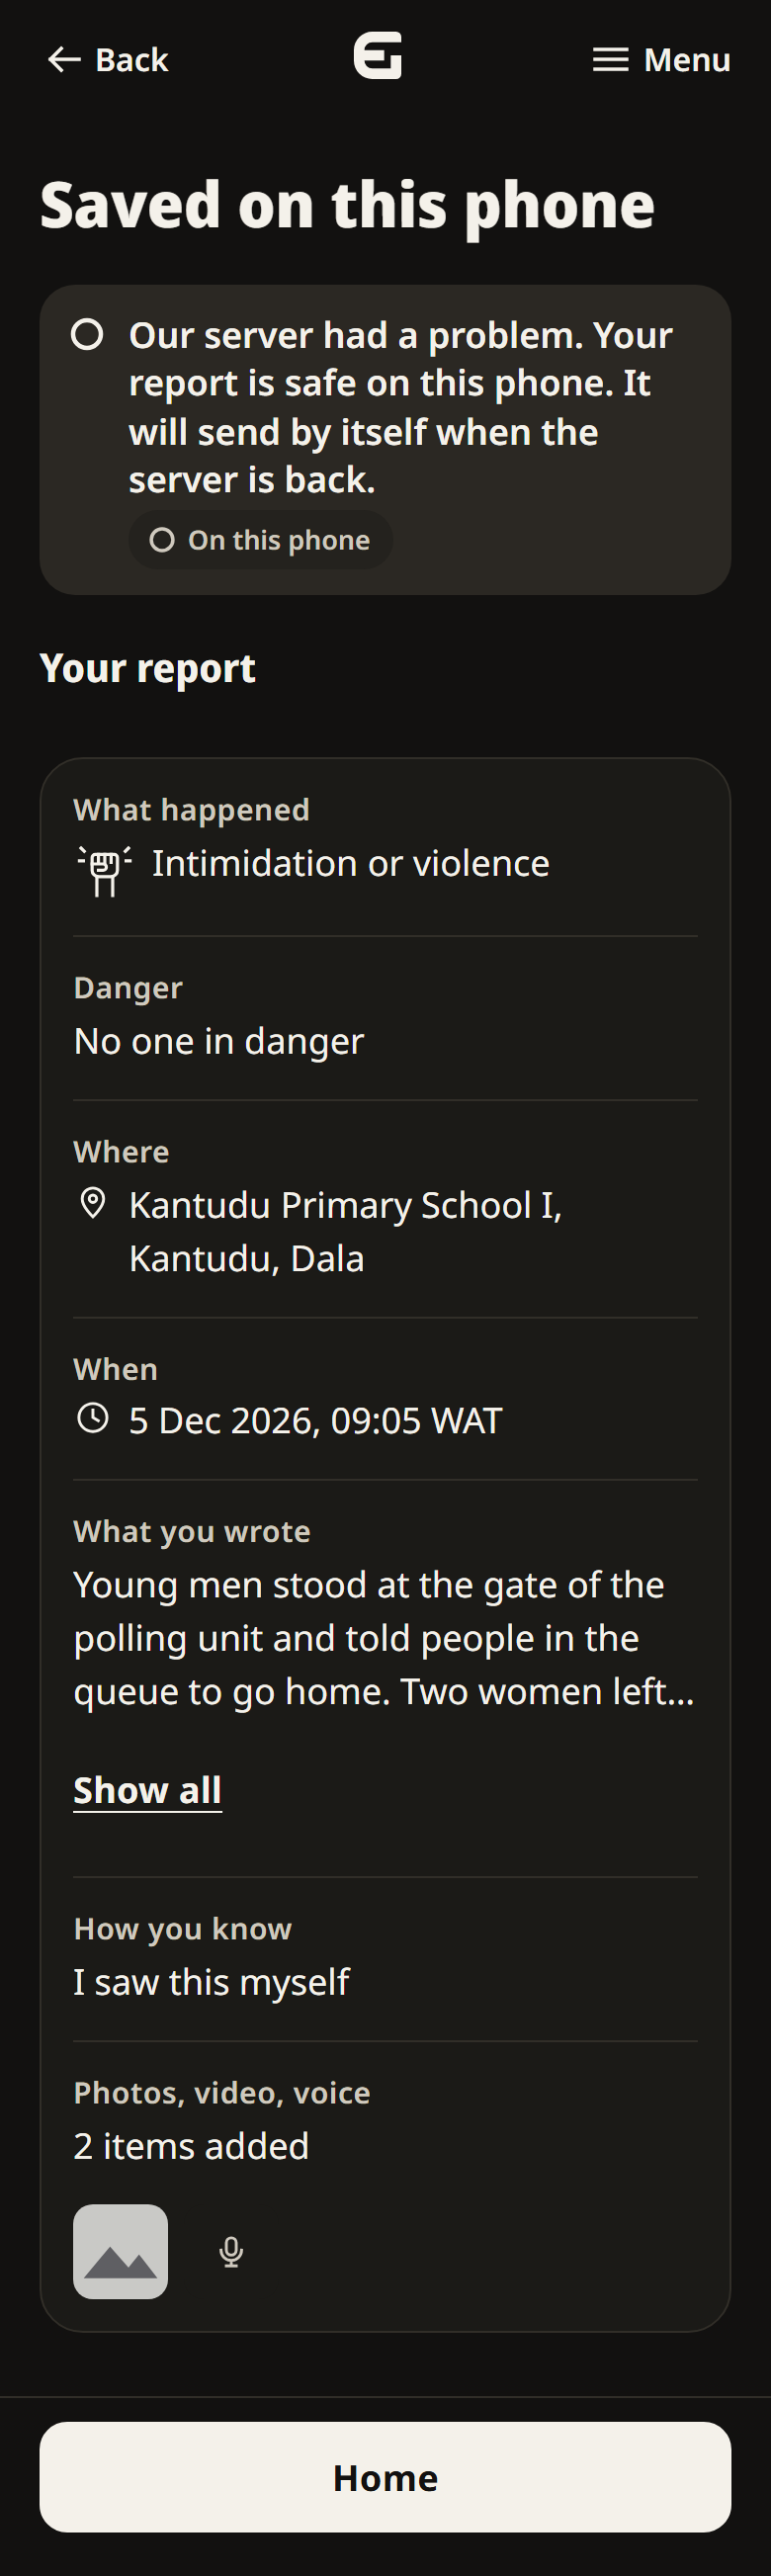 Back
Menu
Saved on this phone
Our server had a problem. Your
report is safe on this phone. It
will send by itself when the
server is back.
On this phone
Your report
What happened
Intimidation or violence
Danger
No one in danger
Where
Kantudu Primary School I,
Kantudu, Dala
When
5 Dec 2026, 09:05 WAT
What you wrote
Young men stood at the gate of the
polling unit and told people in the
queue to go home. Two women left...
Show all
How you know
I saw this myself
Photos, video, voice
2 items added
Home